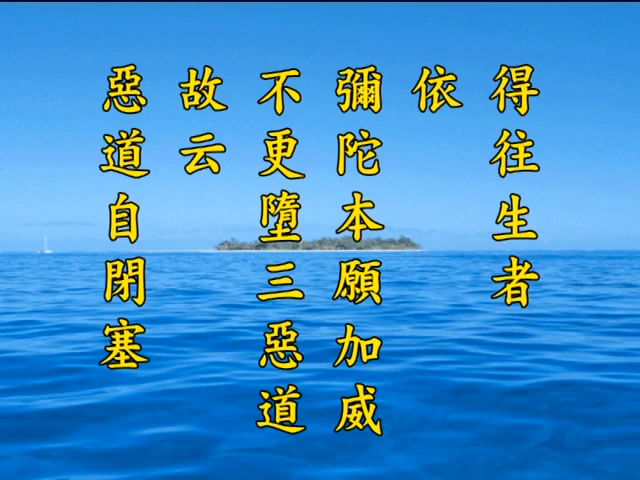 得往生者
依
彌陀本願加威
不更墮三惡道
故云
惡道自閉塞